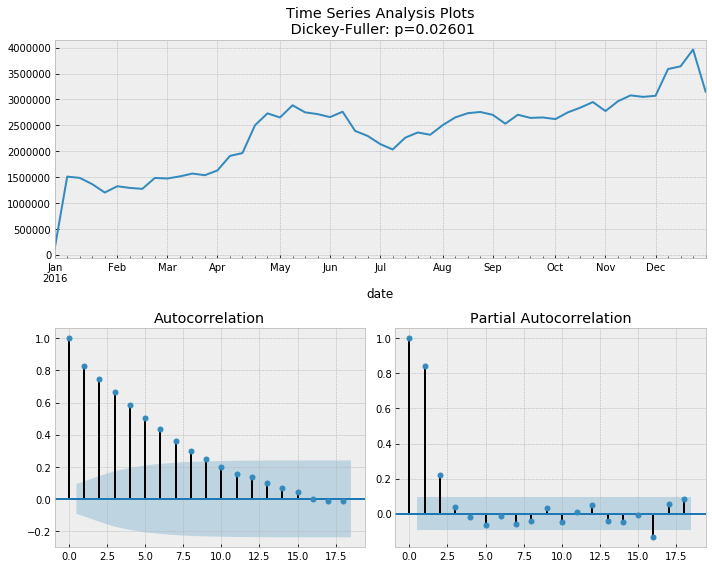 Time Series Analysis Plots
Dickey-Fuller: p=0.02601
4000000
3500000
3000000
2500000
2000000
1500000
1000000
500000
0
Jan Feb Mar Apr May Jun Jul Aug Sep Oct Nov Dec
2016
date
Autocorrelation
1.0
0.8
0.6
0.4
0.2
0.0
−0.2
0.0 2.5 5.0 7.5 10.0 12.5 15.0 17.5
Partial Autocorrelation
1.0
0.8
0.6
0.4
0.2
0.0
0.0 2.5 5.0 7.5 10.0 12.5 15.0 17.5